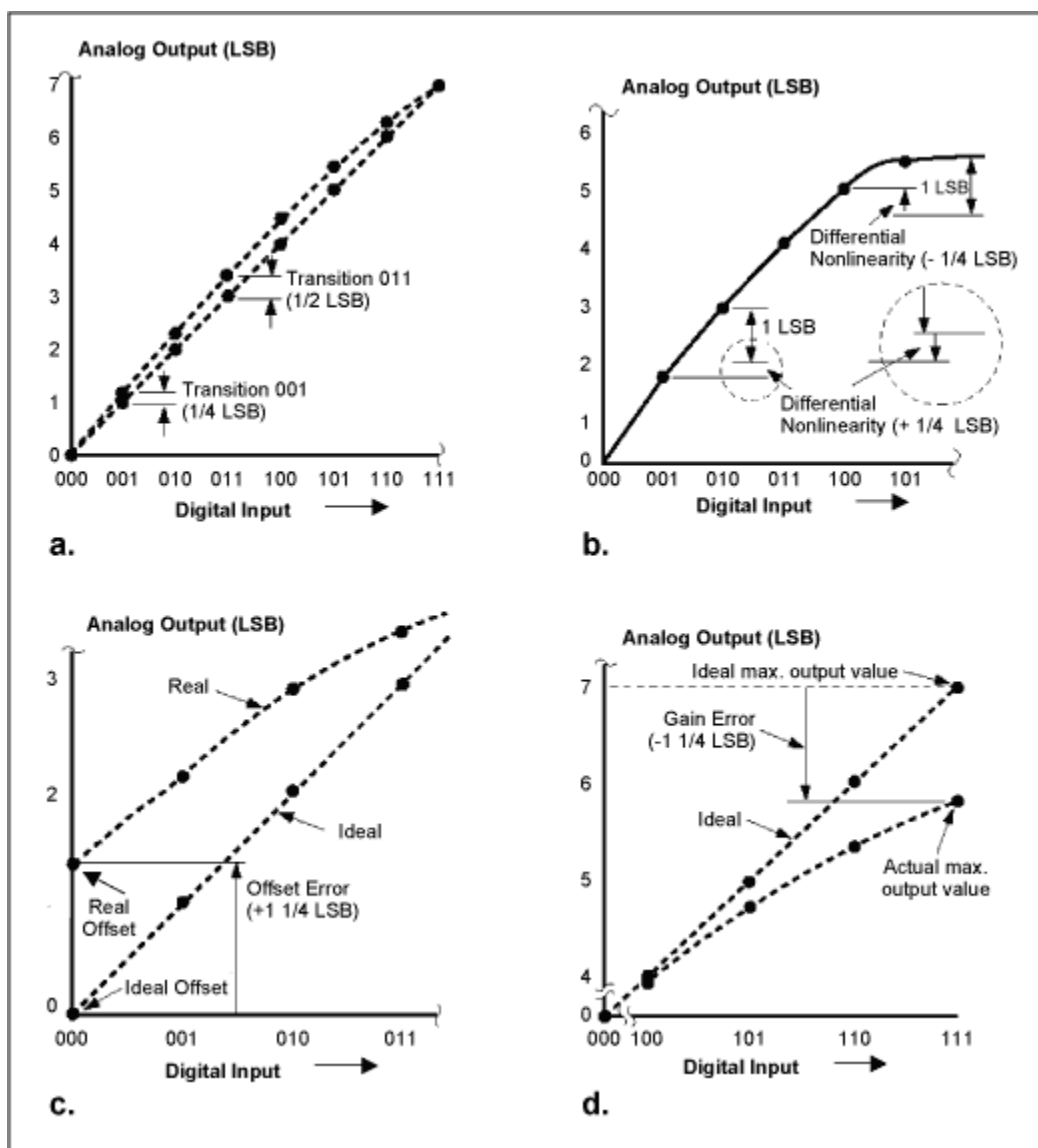 Analog Output (LSB)
7
6
5
4
3
2
1
0
Transition 011
(1/2 LSB)
Transition 001
(1/4 LSB)
000 001 010 011 100 101 110 111
Digital Input
a.
Analog Output (LSB)
6
5
4
3
2
1
0
1 LSB
Differential
Nonlinearity (- 1/4 LSB)
1 LSB
Differential
Nonlinearity (+ 1/4 LSB)
000 001 010 011 100 101
Digital Input
b.
Analog Output (LSB)
3
2
0
Real
Ideal
Real
Offset
Offset Error
(+1 1/4 LSB)
Ideal Offset
000 001 010 011
Digital Input
c.
Analog Output (LSB)
7
6
5
4
0
Ideal max. output value
Gain Error
(-1 1/4 LSB)
Ideal
Actual max.
output value
000 100 101 110 111
Digital Input
d.